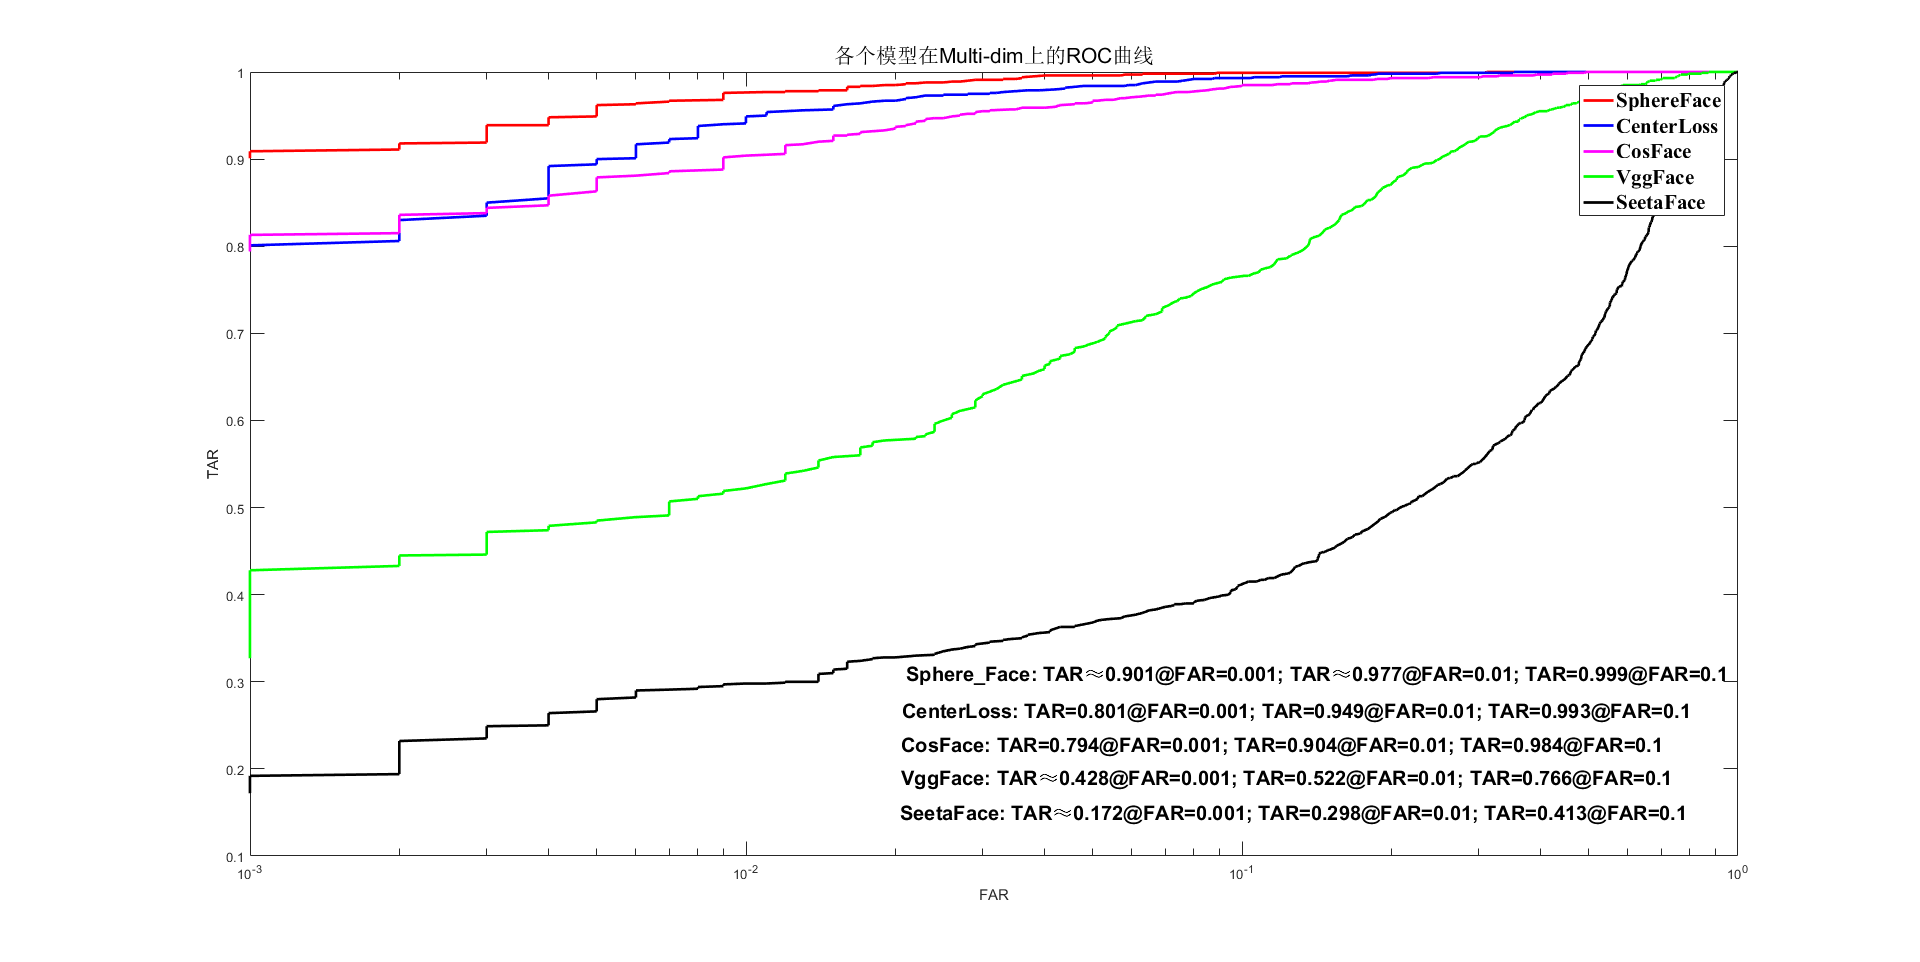 各个模型在Multi-dim上的ROC曲线
1
0.9
0.8
0.7
0.6
0.5
0.4
0.3
0.2
0.1
TAR
SphereFace
CenterLoss
CosFace
VggFace
SeetaFace
Sphere_Face: TAR≈0.901@FAR=0.001; TAR≈0.977@FAR=0.01; TAR=0.999@FAR=0.1
CenterLoss: TAR=0.801@FAR=0.001; TAR=0.949@FAR=0.01; TAR=0.993@FAR=0.1
CosFace: TAR=0.794@FAR=0.001; TAR=0.904@FAR=0.01; TAR=0.984@FAR=0.1
VggFace: TAR≈0.428@FAR=0.001; TAR=0.522@FAR=0.01; TAR=0.766@FAR=0.1
SeetaFace: TAR≈0.172@FAR=0.001; TAR=0.298@FAR=0.01; TAR=0.413@FAR=0.1
10^-3 10^-2 10^-1 10^0
FAR